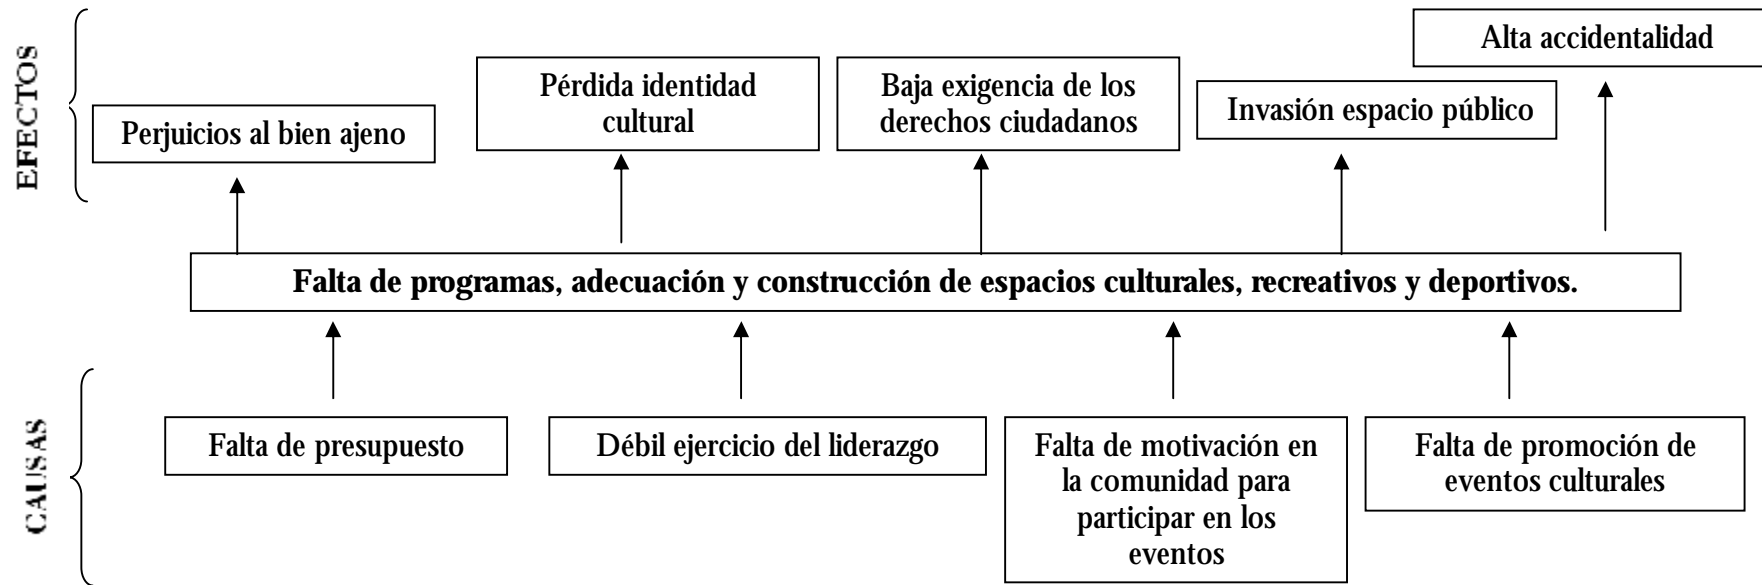 EFECTOS
Alta accidentalidad
Pérdida identidad
cultural
Baja exigencia de los
derechos ciudadanos
Invasión espacio público
Perjuicios al bien ajeno
Falta de programas, adecuación y construcción de espacios culturales, recreativos y deportivos.
CAUSAS
Falta de presupuesto
Débil ejercicio del liderazgo
Falta de motivación en
la comunidad para
participar en los
eventos
Falta de promoción de
eventos culturales